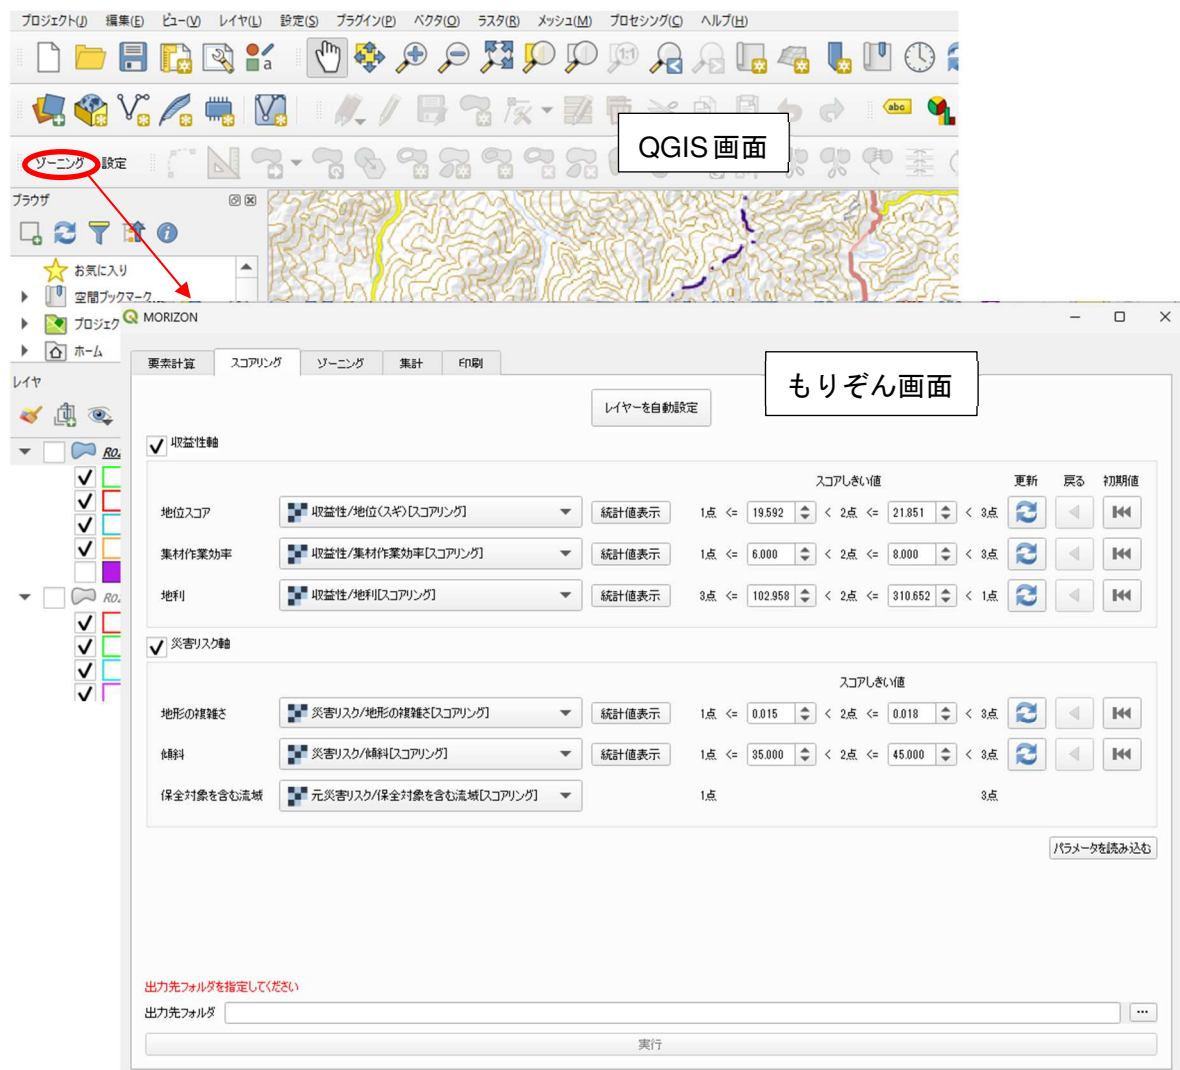 プロジェクト(J) 編集(E) ビュー(V) レイヤ(L) 設定(S) プラグイン(P) ベクタ(O) ラスタ(R) メッシュ(M) プロセシング(C) ヘルプ(H)
1:1
abc
QGIS画面
ゾーニング 設定
ブラウザ
お気に入り
空間ブックマーク
プロジェク
ホーム
レイヤ
MORIZON
要素計算 スコアリング ゾーニング 集計 印刷
もりぞん画面
レイヤーを自動設定
収益性軸
スコアしきい値 更新 戻る 初期値
地位スコア 収益性/地位(スギ)[スコアリング] 統計値表示 1点 <= 19.592 < 2点 <= 21.851 < 3点
集材作業効率 収益性/集材作業効率[スコアリング] 統計値表示 1点 <= 6.000 < 2点 <= 8.000 < 3点
地利 収益性/地利[スコアリング] 統計値表示 3点 <= 102.958 < 2点 <= 310.652 < 1点
災害リスク軸
スコアしきい値
地形の複雑さ 災害リスク/地形の複雑さ[スコアリング] 統計値表示 1点 <= 0.015 < 2点 <= 0.018 < 3点
傾斜 災害リスク/傾斜[スコアリング] 統計値表示 1点 <= 35.000 < 2点 <= 45.000 < 3点
保全対象を含む流域 元災害リスク/保全対象を含む流域[スコアリング] 1点 3点
パラメータを読み込む
出力先フォルダを指定してください
出力先フォルダ ...
実行